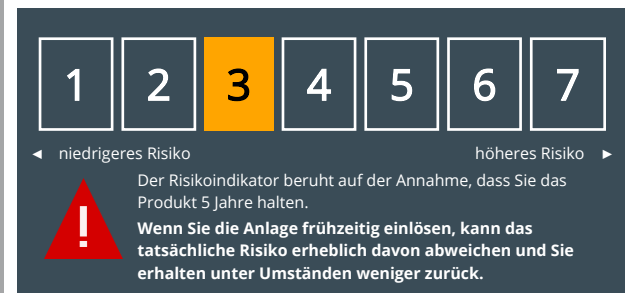 1 2 3 4 5 6 7
◄ niedrigeres Risiko höheres Risiko ►
Der Risikoindikator beruht auf der Annahme, dass Sie das
Produkt 5 Jahre halten.
Wenn Sie die Anlage frühzeitig einlösen, kann das
tatsächliche Risiko erheblich davon abweichen und Sie
erhalten unter Umständen weniger zurück.
!